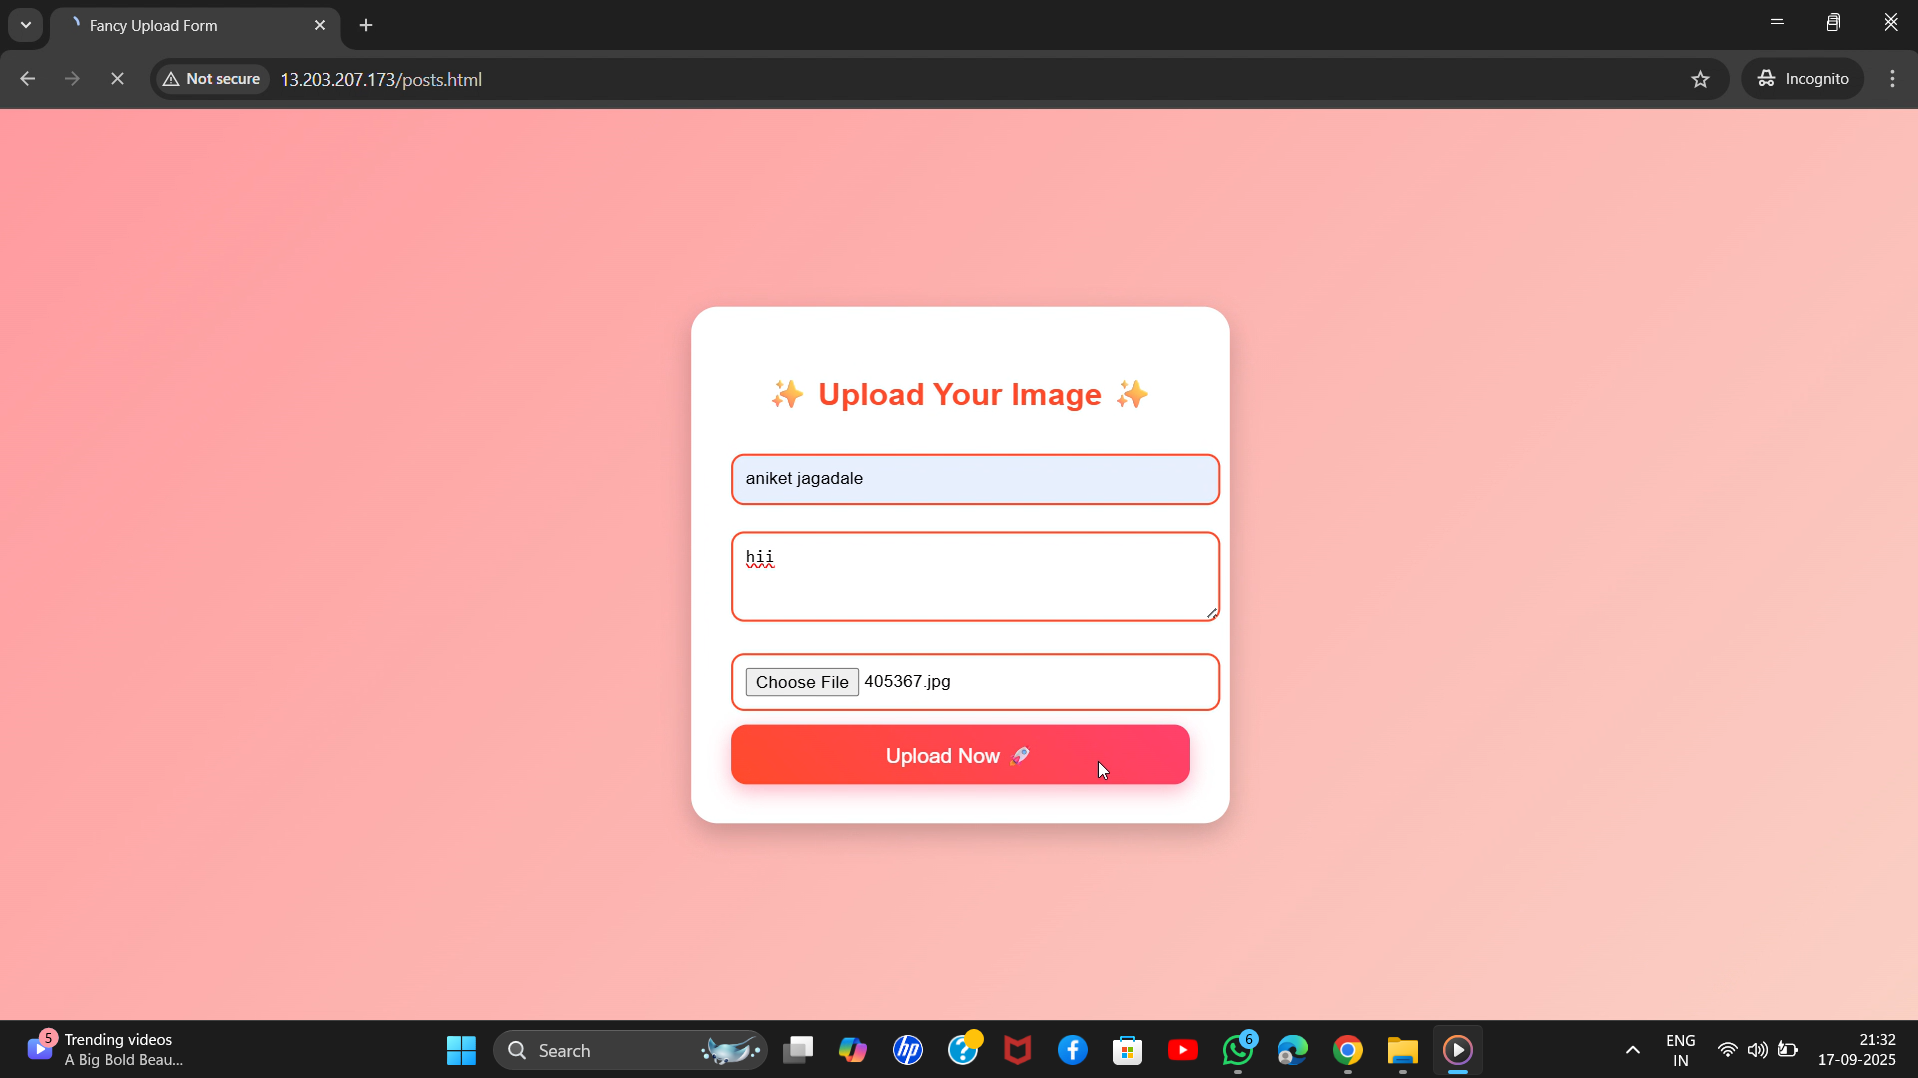 Fancy Upload Form
Not secure
13.203.207.173/posts.html
Incognito
✨ Upload Your Image ✨
aniket jagadale
hii
Choose File 405367.jpg
Upload Now 🚀
5
Trending videos
A Big Bold Beau...
Search
hp
?
6
ENG
IN
21:32
17-09-2025